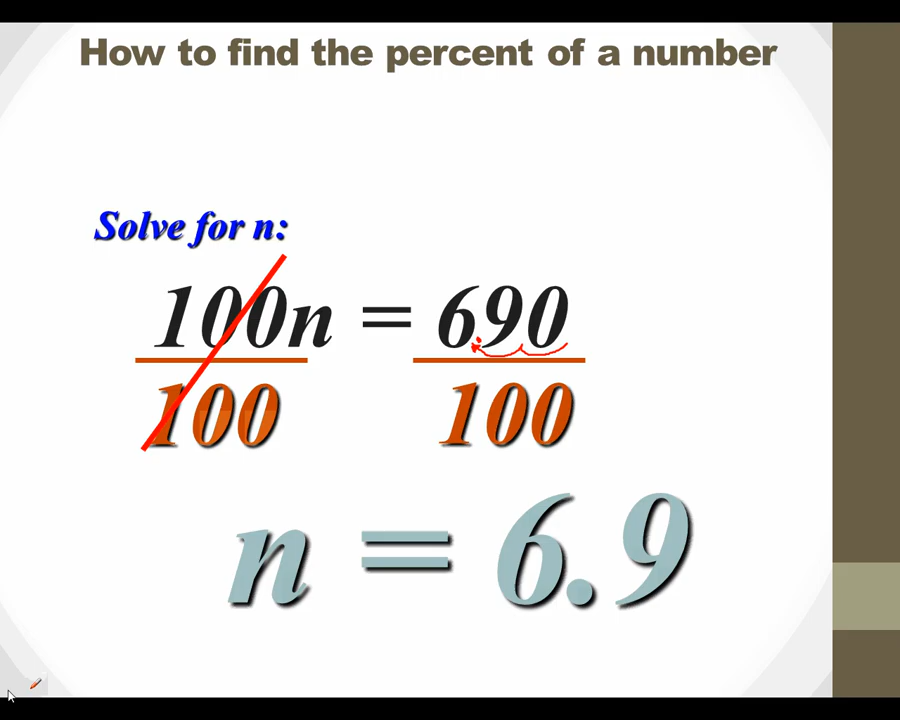 How to find the percent of a number
Solve for n:
100n = 690
100 100
n = 6.9